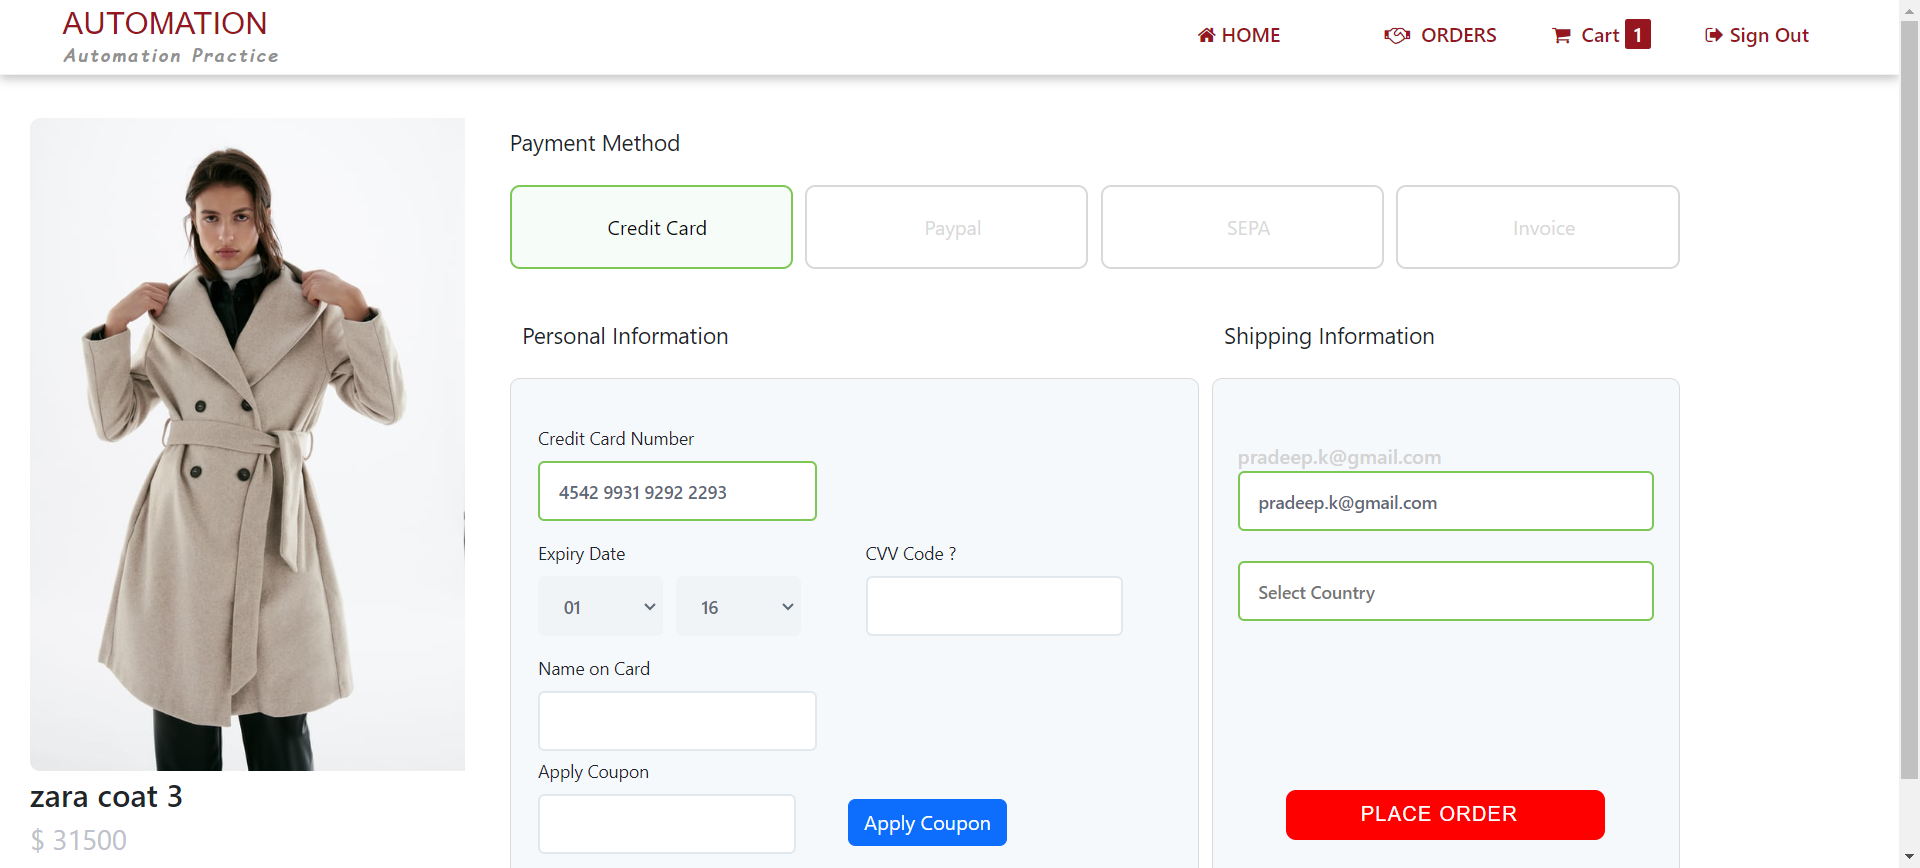 AUTOMATION
Automation Practice
HOME
ORDERS
Cart 1
Sign Out
Payment Method
Credit Card
Paypal
SEPA
Invoice
Personal Information
Shipping Information
Credit Card Number
4542 9931 9292 2293
Expiry Date
CVV Code ?
01
16
Name on Card
Apply Coupon
Apply Coupon
pradeep.k@gmail.com
pradeep.k@gmail.com
Select Country
PLACE ORDER
zara coat 3
$ 31500